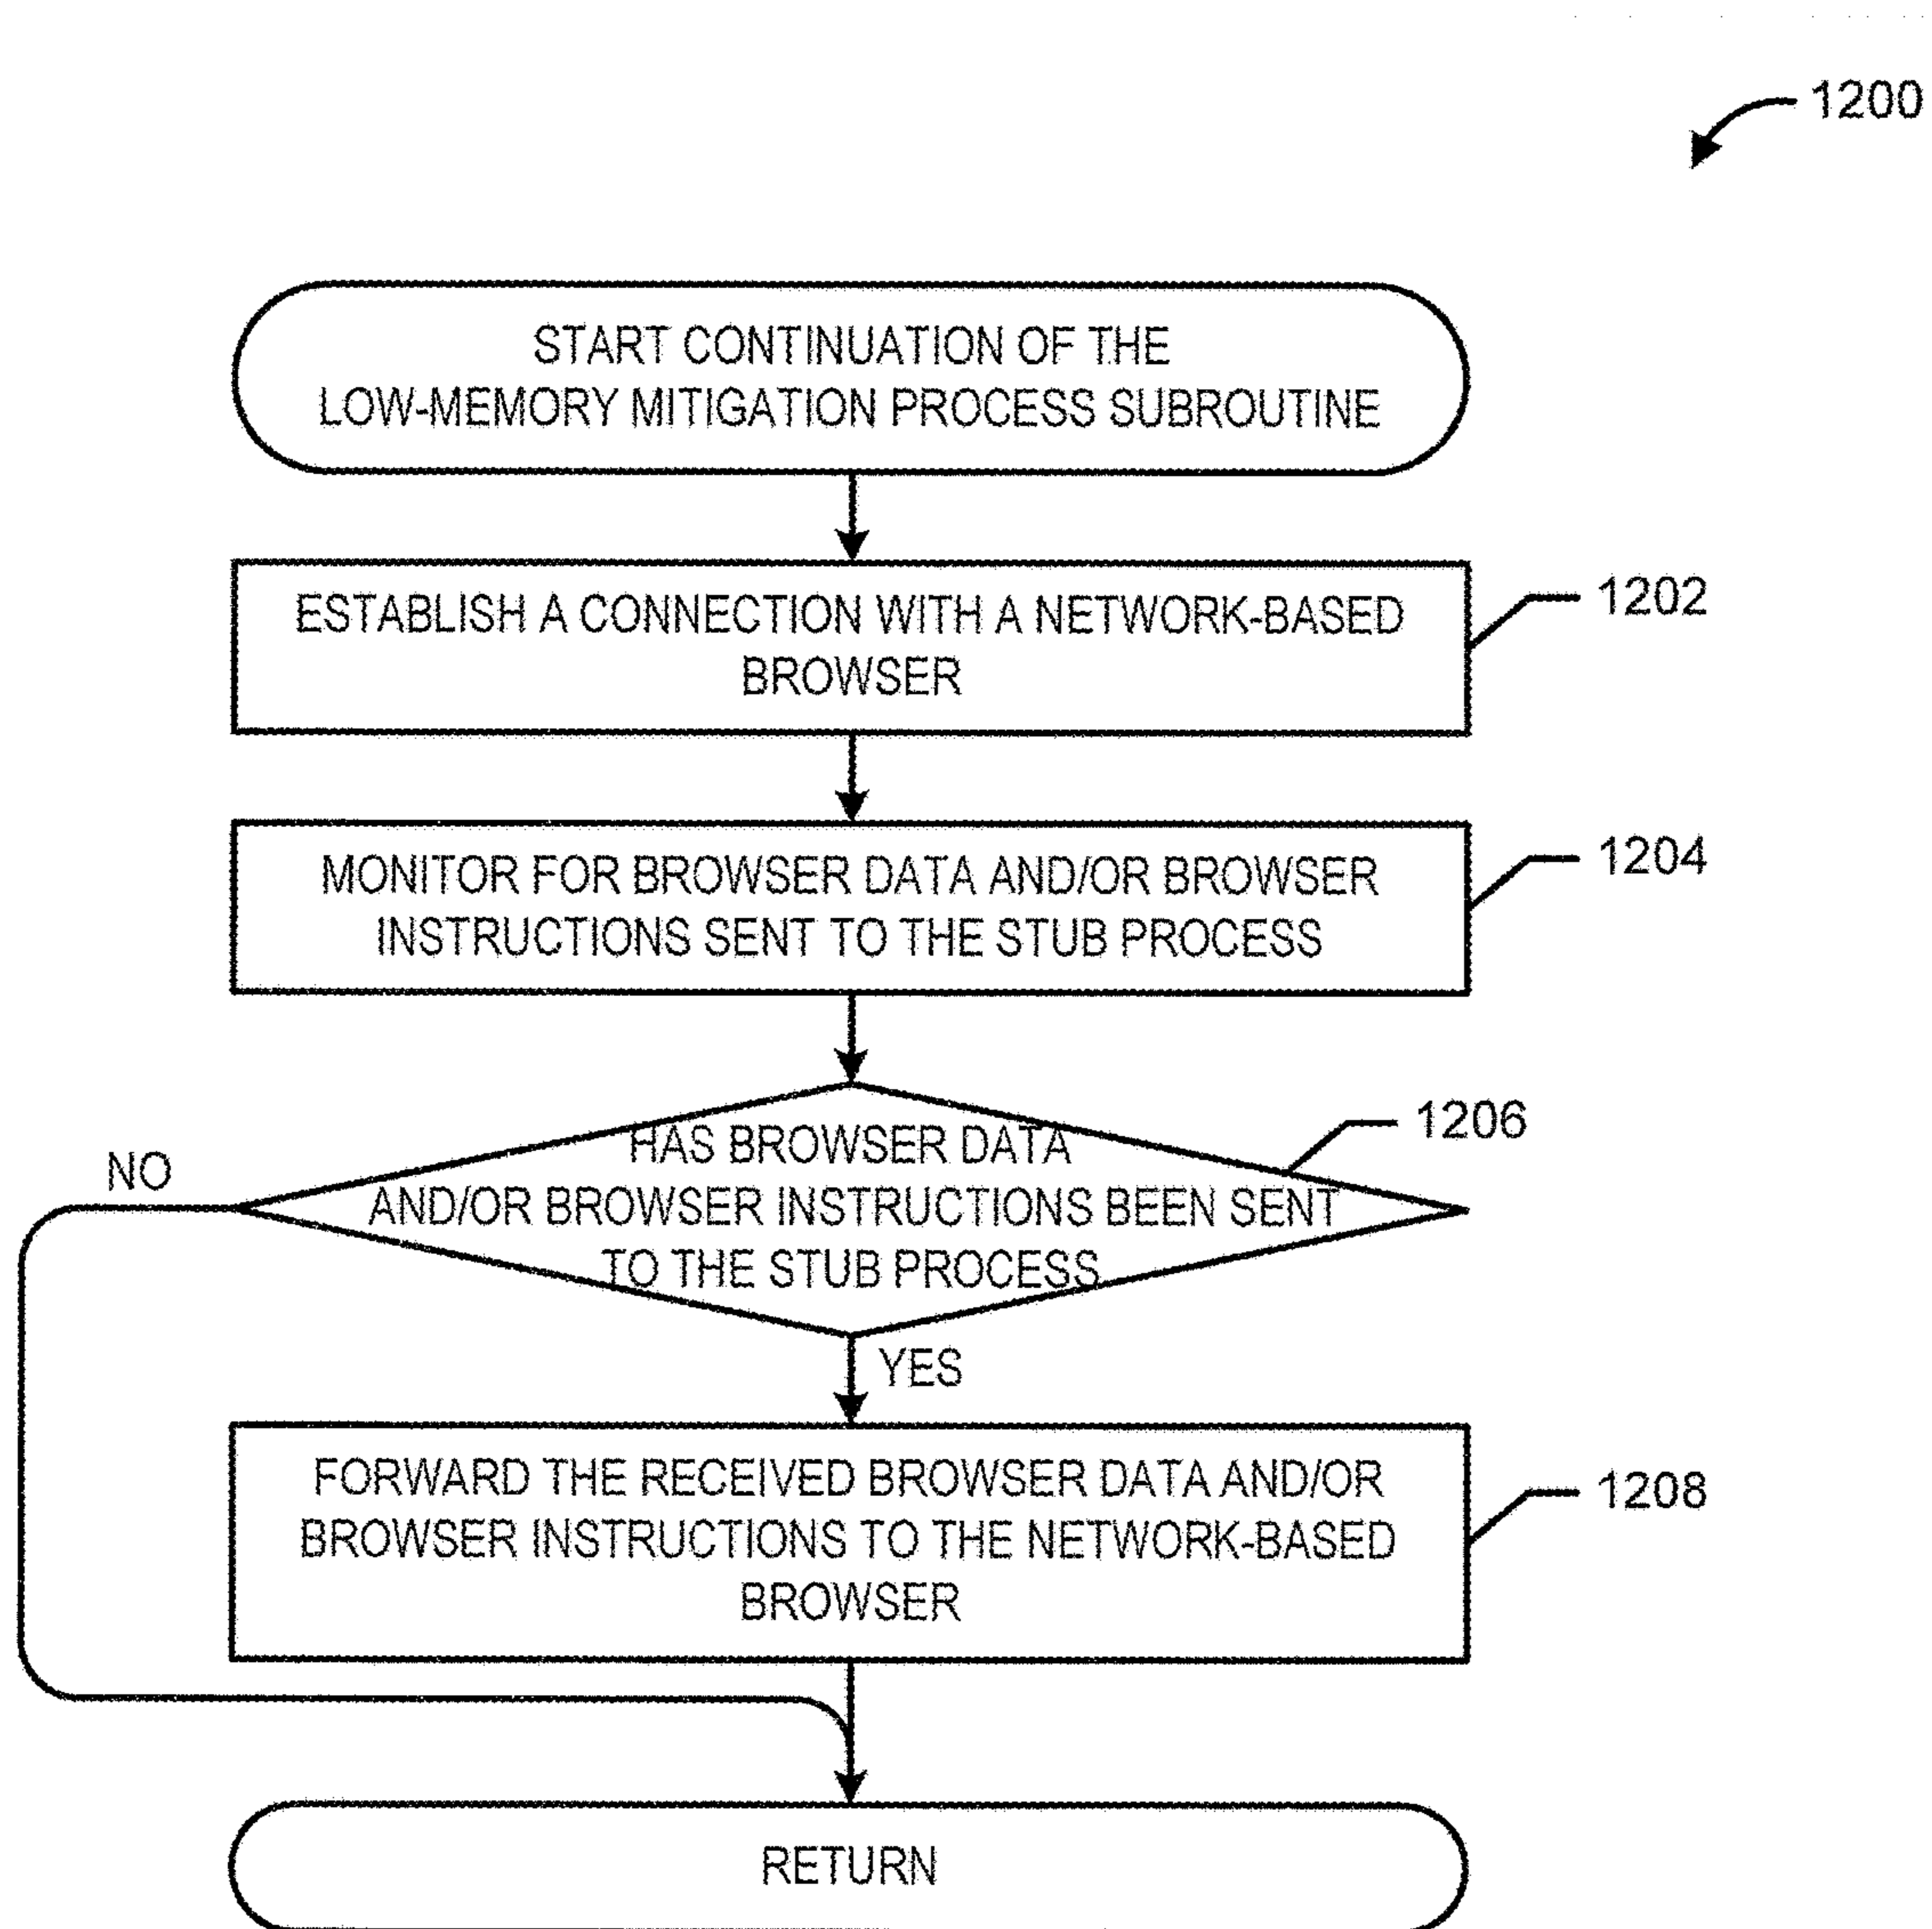 1200
START CONTINUATION OF THE
LOW-MEMORY MITIGATION PROCESS SUBROUTINE
ESTABLISH A CONNECTION WITH A NETWORK-BASED
BROWSER
1202
MONITOR FOR BROWSER DATA AND/OR BROWSER
INSTRUCTIONS SENT TO THE STUB PROCESS
1204
HAS BROWSER DATA
AND/OR BROWSER INSTRUCTIONS BEEN SENT
TO THE STUB PROCESS
1206
NO
YES
FORWARD THE RECEIVED BROWSER DATA AND/OR
BROWSER INSTRUCTIONS TO THE NETWORK-BASED
BROWSER
1208
RETURN